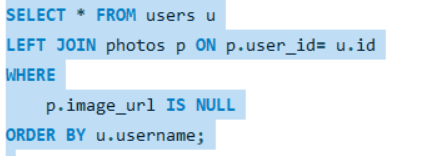 SELECT * FROM users u
LEFT JOIN photos p ON p.user_id= u.id
WHERE
p.image_url IS NULL
ORDER BY u.username;